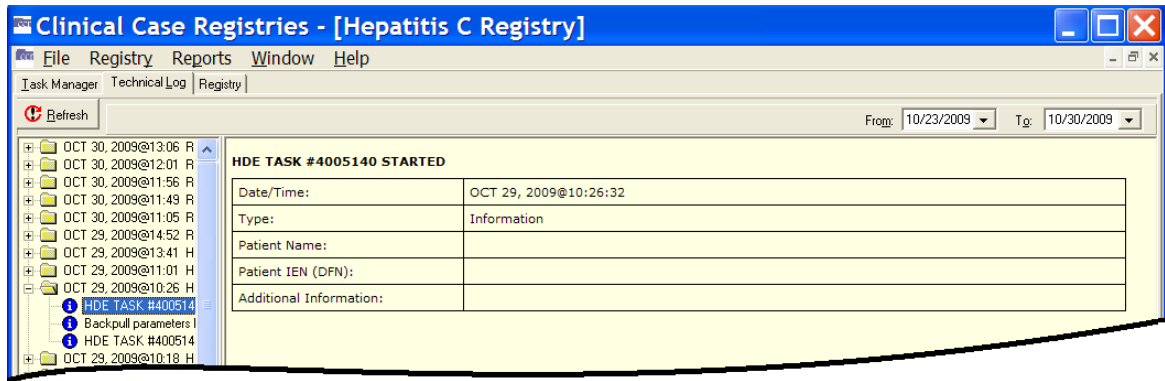 Clinical Case Registries - [Hepatitis C Registry]
File Registry Reports Window Help
Task Manager Technical Log Registry
Refresh From: 10/23/2009 To: 10/30/2009
OCT 30, 2009@13:06 R
OCT 30, 2009@12:01 R
OCT 30, 2009@11:56 R
OCT 30, 2009@11:49 R
OCT 30, 2009@11:05 R
OCT 29, 2009@14:52 R
OCT 29, 2009@13:41 H
OCT 29, 2009@11:01 H
OCT 29, 2009@10:26 H
HDE TASK #400514
Backpull parameters
HDE TASK #400514
OCT 29, 2009@10:18 H
HDE TASK #4005140 STARTED
Date/Time: OCT 29, 2009@10:26:32
Type: Information
Patient Name:
Patient IEN (DFN):
Additional Information: